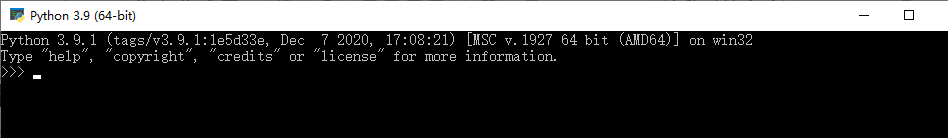 Python 3.9 (64-bit)
Python 3.9.1 (tags/v3.9.1:1e5d33e, Dec  7 2020, 17:08:21) [MSC v.1927 64 bit (AMD64)] on win32
Type "help", "copyright", "credits" or "license" for more information.
>>>